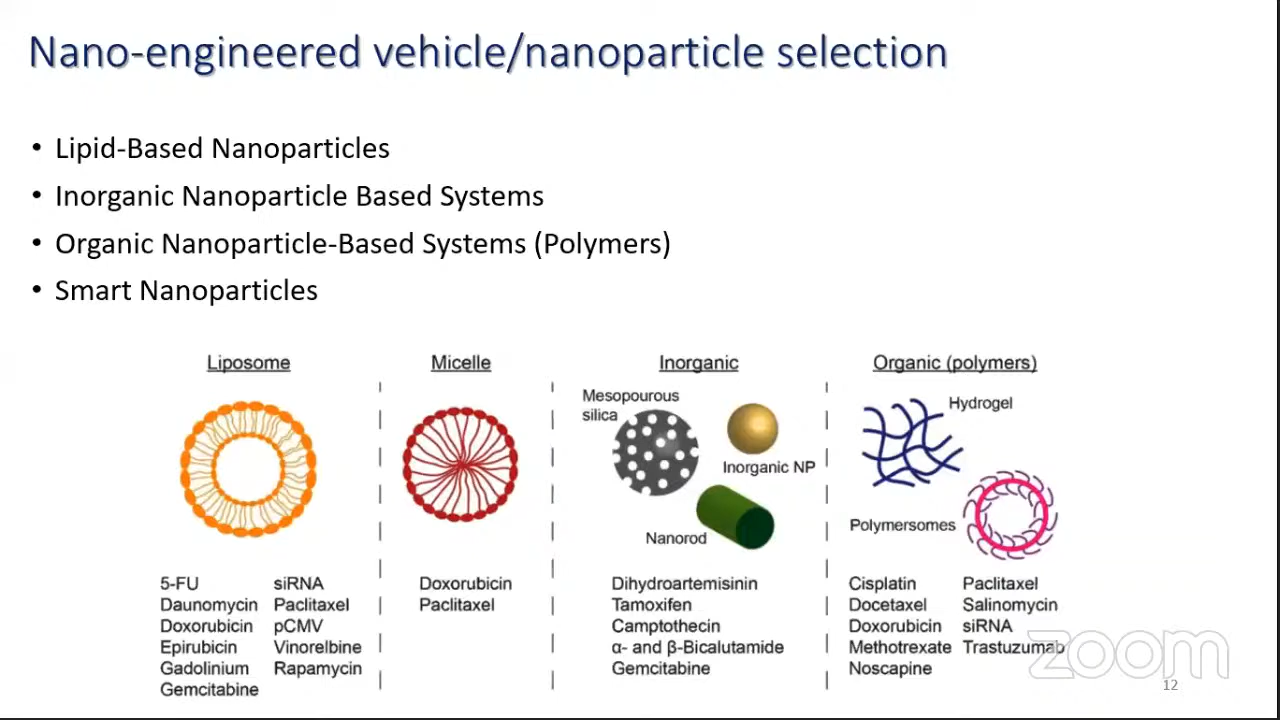 Nano-engineered vehicle/nanoparticle selection
• Lipid-Based Nanoparticles
• Inorganic Nanoparticle Based Systems
• Organic Nanoparticle-Based Systems (Polymers)
• Smart Nanoparticles
Liposome
5-FU siRNA
Daunomycin Paclitaxel
Doxorubicin pCMV
Epirubicin Vinorelbine
Gadolinium Rapamycin
Gemcitabine
Micelle
Doxorubicin
Paclitaxel
Inorganic
Mesopourous
silica
Inorganic NP
Nanorod
Dihydroartemisinin
Tamoxifen
Camptothecin
α- and β-Bicalutamide
Gemcitabine
Organic (polymers)
Hydrogel
Polymersomes
Cisplatin Paclitaxel
Docetaxel Salinomycin
Doxorubicin siRNA
Methotrexate Trastuzumab
Noscapine
zoom
12